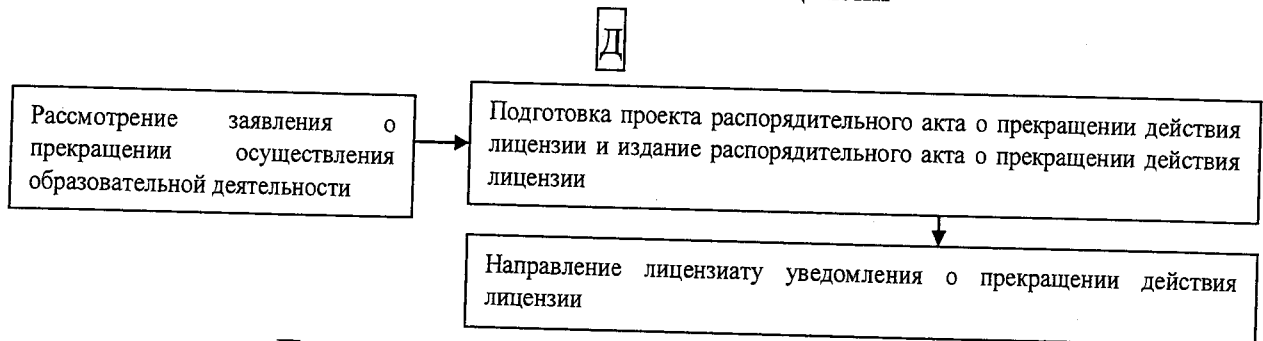 Д
Рассмотрение заявления о
прекращении осуществления
образовательной деятельности
Подготовка проекта распорядительного акта о прекращении действия
лицензии и издание распорядительного акта о прекращении действия
лицензии
Направление лицензиату уведомления о прекращении действия
лицензии